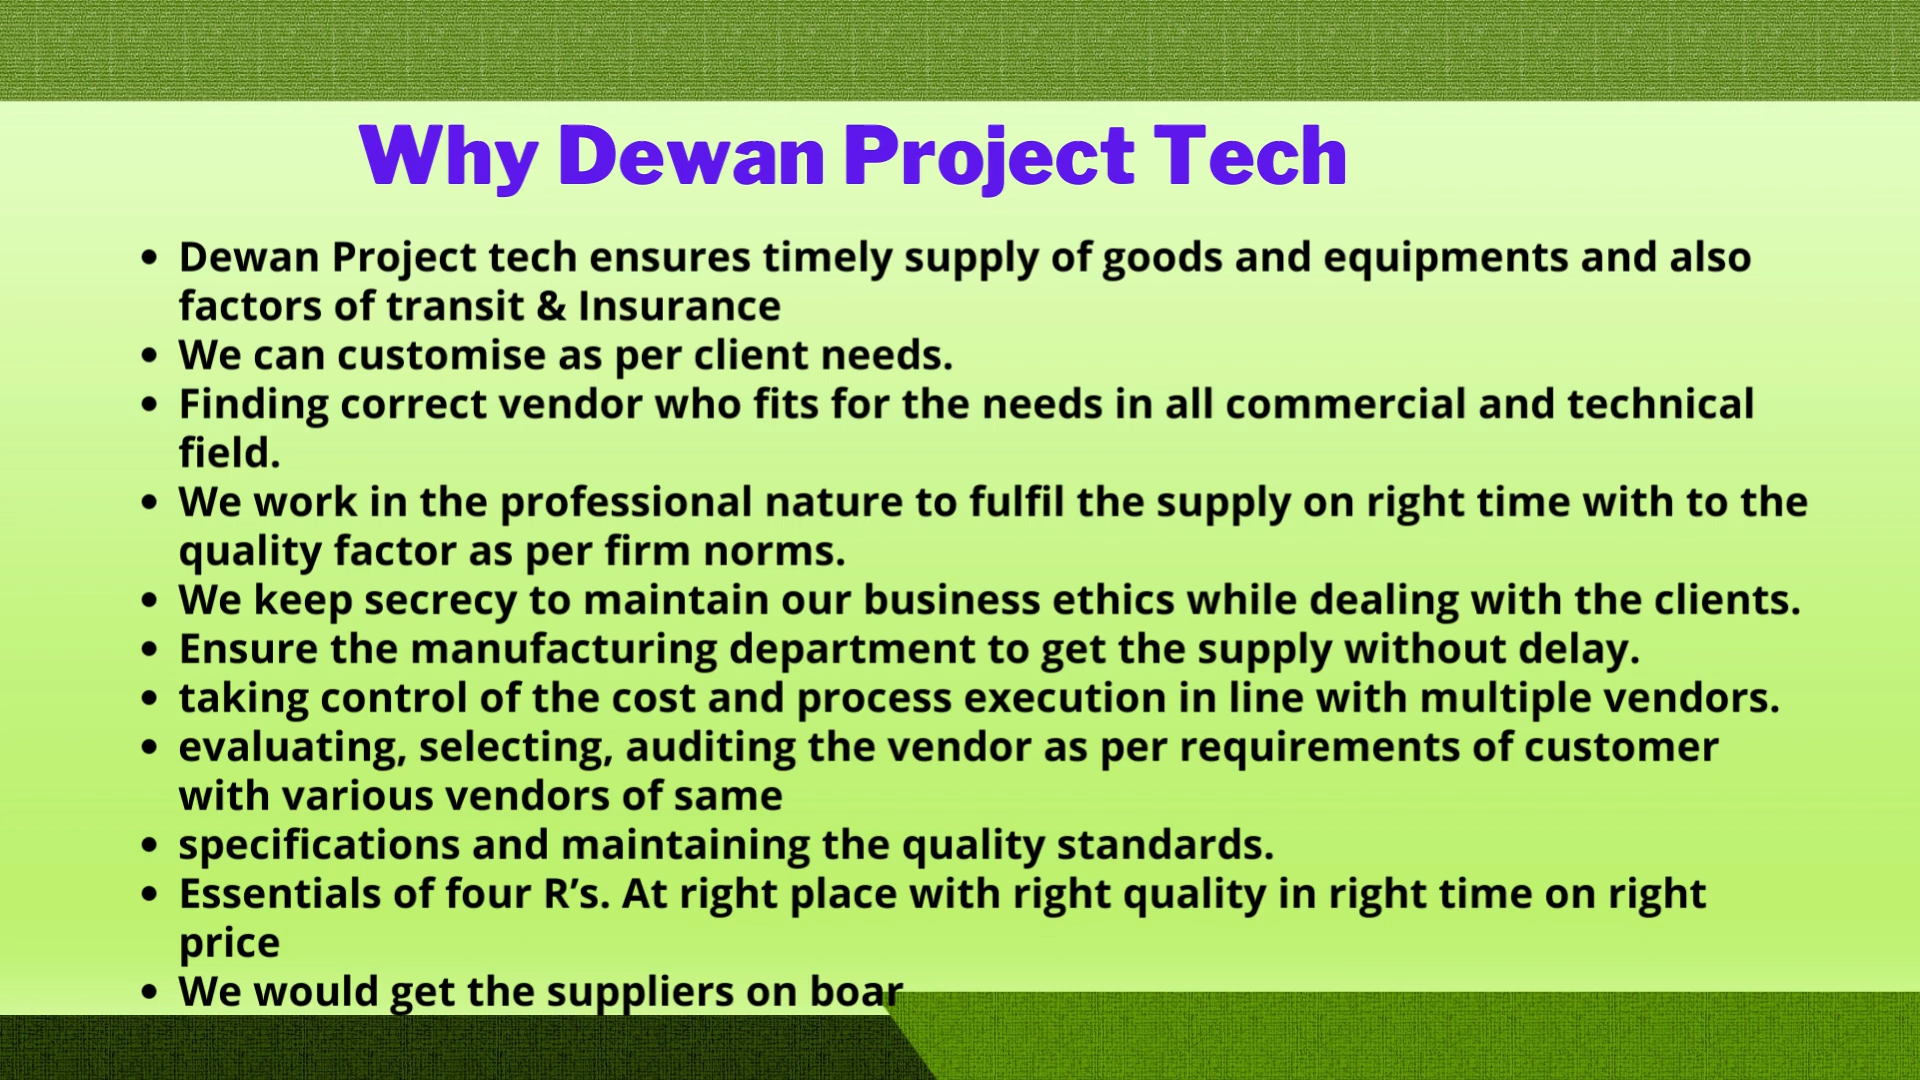 Why Dewan Project Tech
• Dewan Project tech ensures timely supply of goods and equipments and also
factors of transit & Insurance
• We can customise as per client needs.
• Finding correct vendor who fits for the needs in all commercial and technical
field.
• We work in the professional nature to fulfil the supply on right time with to the
quality factor as per firm norms.
• We keep secrecy to maintain our business ethics while dealing with the clients.
• Ensure the manufacturing department to get the supply without delay.
• taking control of the cost and process execution in line with multiple vendors.
• evaluating, selecting, auditing the vendor as per requirements of customer
with various vendors of same
• specifications and maintaining the quality standards.
• Essentials of four R’s. At right place with right quality in right time on right
price
• We would get the suppliers on boar